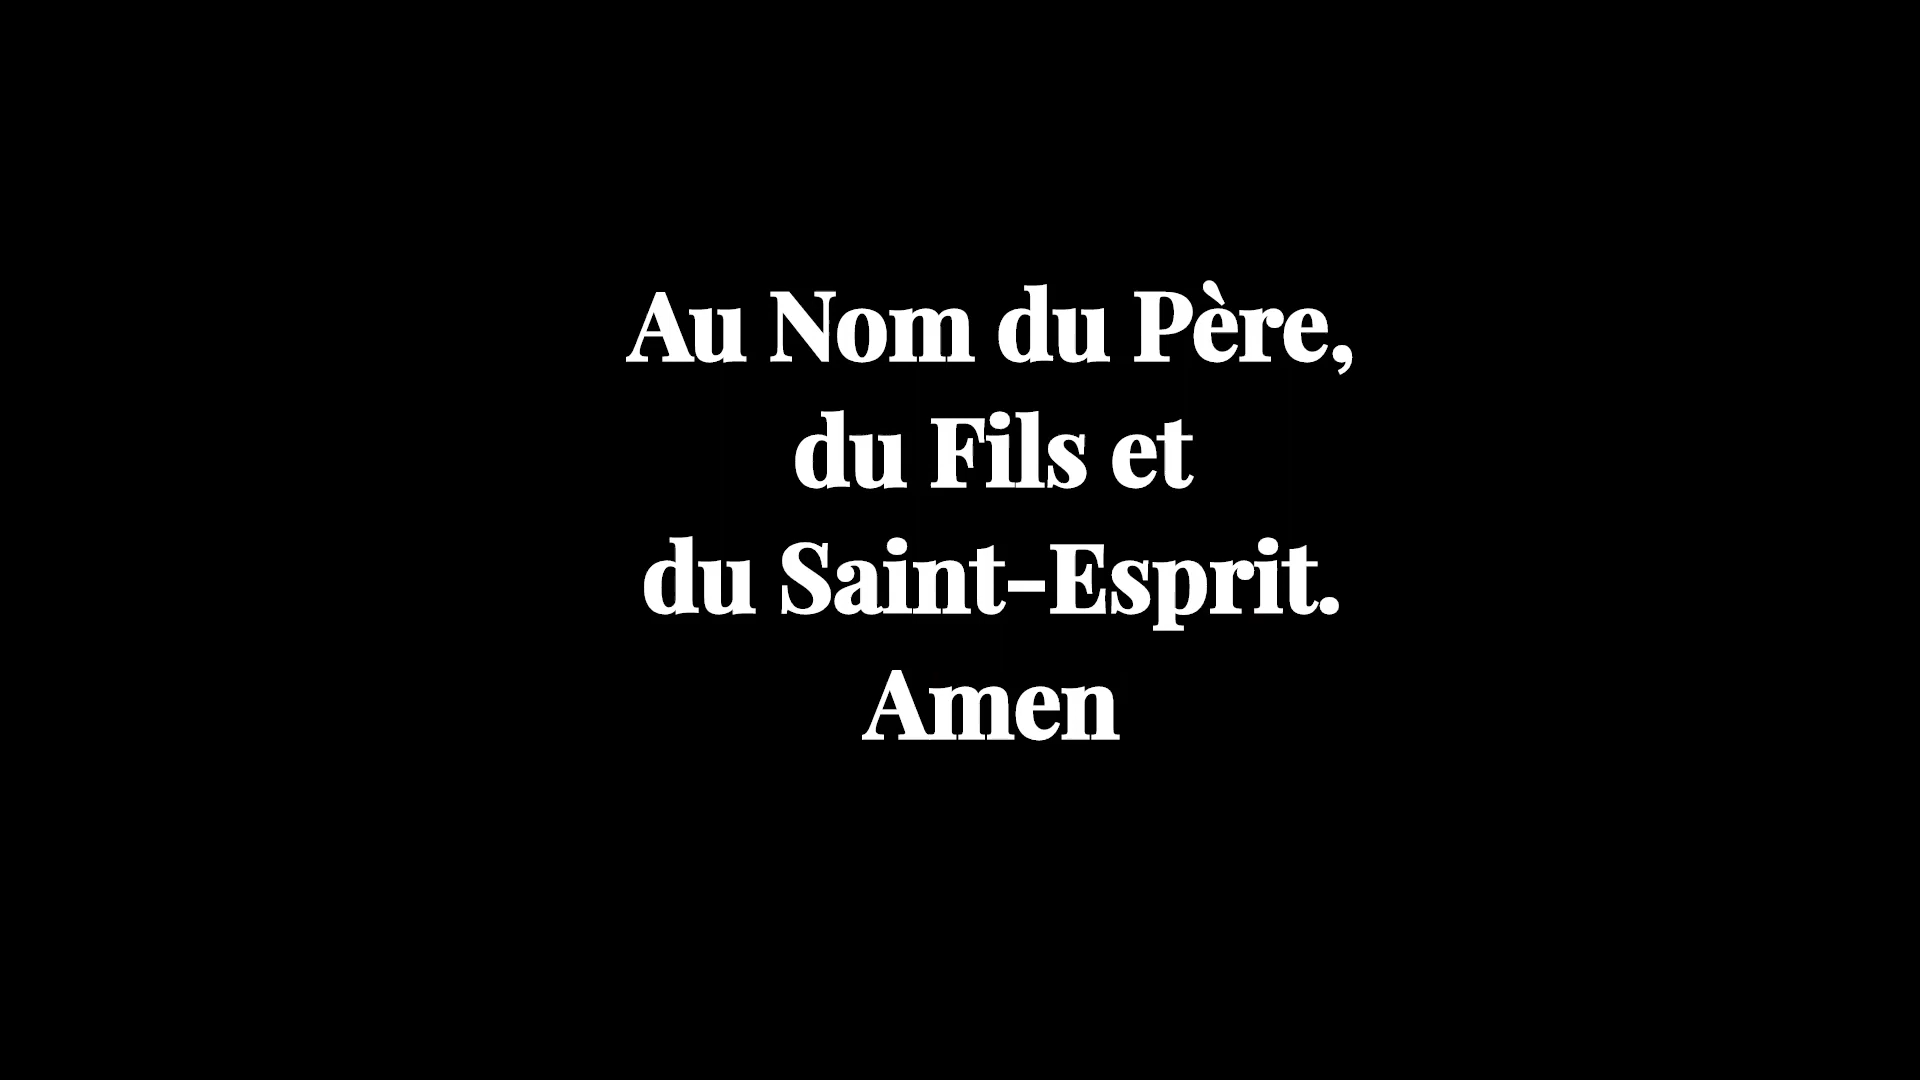 Au Nom du Père,
du Fils et
du Saint-Esprit.
Amen